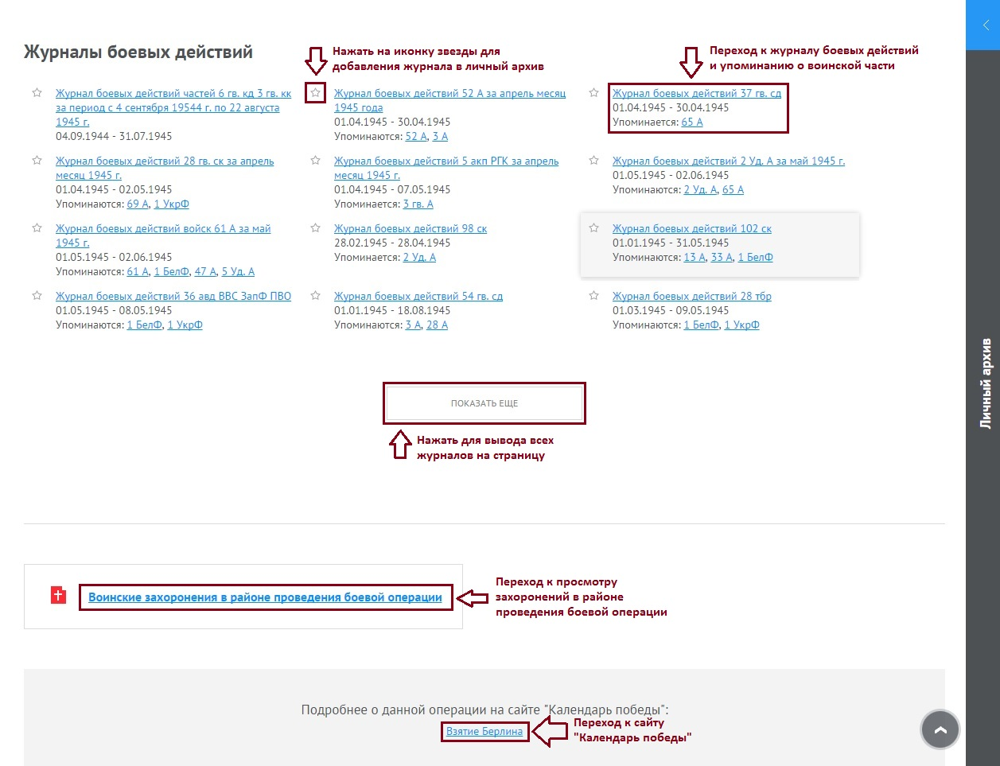 Журналы боевых действий
Нажать на иконку звезды для
добавления журнала в личный архив
Переход к журналу боевых действий
и упоминанию о воинской части
Журнал боевых действий частей 6 гв. кд 3 гв. кк
за период с 4 сентября 19544 г. по 22 августа
1945 г.
04.09.1944 - 31.07.1945
Журнал боевых действий 52 А за апрель месяц
1945 года
01.04.1945 - 30.04.1945
Упоминаются: 52 А, 3 А
Журнал боевых действий 37 гв. сд
01.04.1945 - 30.04.1945
Упоминается: 65 А
Журнал боевых действий 28 гв. ск за апрель
месяц 1945 г.
01.04.1945 - 02.05.1945
Упоминаются: 69 А, 1 УкрФ
Журнал боевых действий 5 акп РГК за апрель
месяц 1945 г.
01.04.1945 - 07.05.1945
Упоминаются: 3 гв. А
Журнал боевых действий 2 Уд. А за май 1945 г.
01.05.1945 - 02.06.1945
Упоминаются: 2 Уд. А, 65 А
Журнал боевых действий войск 61 А за май
1945 г.
01.05.1945 - 02.06.1945
Упоминаются: 61 А, 1 БелФ, 47 А, 5 Уд. А
Журнал боевых действий 98 ск
28.02.1945 - 28.04.1945
Упоминается: 2 Уд. А
Журнал боевых действий 102 ск
01.01.1945 - 31.05.1945
Упоминаются: 13 А, 33 А, 1 БелФ
Журнал боевых действий 36 авд ВВС ЗапФ ПВО
01.05.1945 - 08.05.1945
Упоминаются: 1 БелФ, 1 УкрФ
Журнал боевых действий 54 гв. сд
01.01.1945 - 18.08.1945
Упоминаются: 3 А, 28 А
Журнал боевых действий 28 тбр
01.03.1945 - 09.05.1945
Упоминаются: 1 БелФ, 1 УкрФ
ПОКАЗАТЬ ЕЩЕ
Нажать для вывода всех
журналов на страницу
Личный архив
Воинские захоронения в районе проведения боевой операции
Переход к просмотру
захоронений в районе
проведения боевой операции
Подробнее о данной операции на сайте "Календарь победы":
Взятие Берлина
Переход к сайту
"Календарь победы"